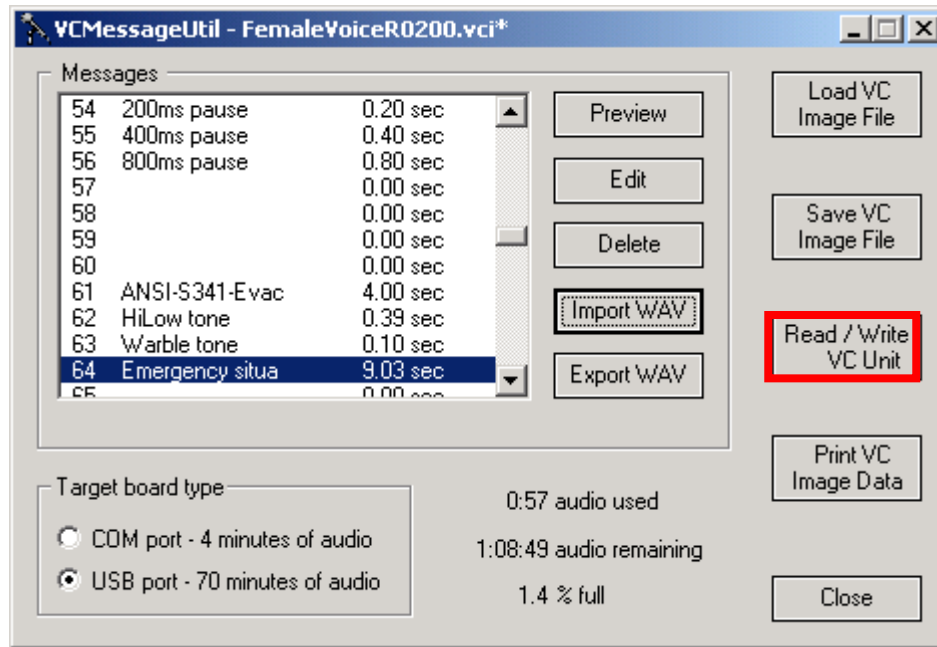 VCMessageUtil - FemaleVoiceR0200.vci*
Messages
54 200ms pause 0.20 sec
55 400ms pause 0.40 sec
56 800ms pause 0.80 sec
57 0.00 sec
58 0.00 sec
59 0.00 sec
60 0.00 sec
61 ANSI-S341-Evac 4.00 sec
62 HiLow tone 0.39 sec
63 Warble tone 0.10 sec
64 Emergency situa 9.03 sec
65 0.00 sec
Preview
Edit
Delete
Import WAV
Export WAV
Load VC
Image File
Save VC
Image File
Read / Write
VC Unit
Print VC
Image Data
Close
Target board type
COM port - 4 minutes of audio
USB port - 70 minutes of audio
0:57 audio used
1:08:49 audio remaining
1.4 % full